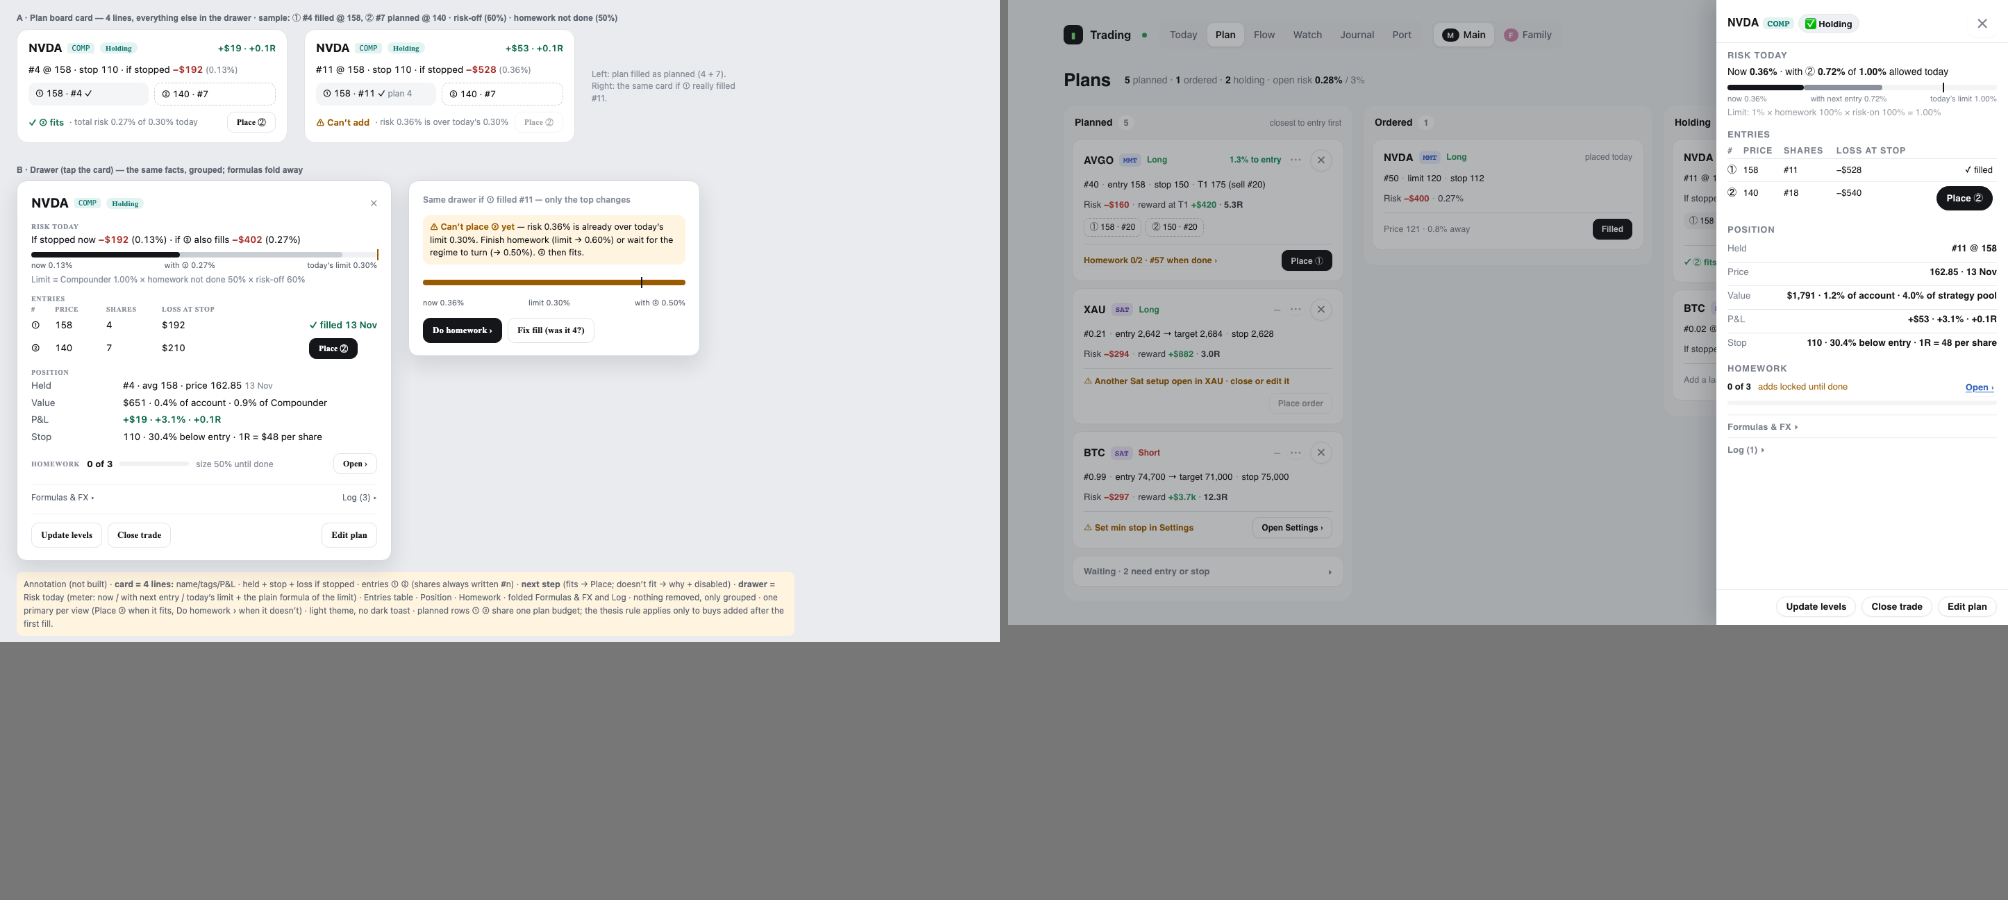 A · Plan board card — 4 lines, everything else in the drawer · sample: ① #4 filled @ 158, ② #7 planned @ 140 · risk-off (60%) · homework not done (50%)
NVDA COMP Holding +$19 · +0.1R
#4 @ 158 · stop 110 · if stopped −$192 (0.13%)
① 158 · #4 ✓ ② 140 · #7
✓ ② fits · total risk 0.27% of 0.30% today Place ②
NVDA COMP Holding +$53 · +0.1R
#11 @ 158 · stop 110 · if stopped −$528 (0.36%)
① 158 · #11 ✓ plan 4 ② 140 · #7
⚠ Can't add · risk 0.36% is over today's 0.30% Place ②
Left: plan filled as planned (4 + 7).
Right: the same card if ① really filled
#11.
B · Drawer (tap the card) — the same facts, grouped; formulas fold away
NVDA COMP Holding ×
RISK TODAY
If stopped now −$192 (0.13%) · if ② also fills −$402 (0.27%)
now 0.13% with ② 0.27% today's limit 0.30%
Limit = Compounder 1.00% × homework not done 50% × risk-off 60%
ENTRIES
# PRICE SHARES LOSS AT STOP
① 158 4 $192 ✓ filled 13 Nov
② 140 7 $210 Place ②
POSITION
Held #4 · avg 158 · price 162.85 13 Nov
Value $651 · 0.4% of account · 0.9% of Compounder
P&L +$19 · +3.1% · +0.1R
Stop 110 · 30.4% below entry · 1R = $48 per share
HOMEWORK 0 of 3 size 50% until done Open ›
Formulas & FX ▸ Log (3) ▸
Update levels Close trade Edit plan
Same drawer if ① filled #11 — only the top changes
⚠ Can't place ② yet — risk 0.36% is already over today's
limit 0.30%. Finish homework (limit → 0.60%) or wait for the
regime to turn (→ 0.50%). ② then fits.
now 0.36% limit 0.30% with ② 0.50%
Do homework › Fix fill (was it 4?)
Annotation (not built) · card = 4 lines: name/tags/P&L · held + stop + loss if stopped · entries ① ② (shares always written #n) · next step (fits → Place; doesn't fit → why + disabled) · drawer =
Risk today (meter: now / with next entry / today's limit + the plain formula of the limit) · Entries table · Position · Homework · folded Formulas & FX and Log · nothing removed, only grouped · one
primary per view (Place ② when it fits, Do homework › when it doesn't) · light theme, no dark toast · planned rows ① ② share one plan budget; the thesis rule applies only to buys added after the
first fill.
Trading Today Plan Flow Watch Journal Port M Main F Family
Plans 5 planned · 1 ordered · 2 holding · open risk 0.28% / 3%
Planned 5 closest to entry first
AVGO MMT Long 1.3% to entry ··· ✕
#40 · entry 158 · stop 150 · T1 175 (sell #20)
Risk −$160 · reward at T1 +$420 · 5.3R
① 158 · #20 ② 150 · #20
Homework 0/2 · #57 when done › Place ①
XAU SAT Long – ··· ✕
#0.21 · entry 2,642 → target 2,684 · stop 2,628
Risk −$294 · reward +$882 · 3.0R
⚠ Another Sat setup open in XAU · close or edit it
Place order
BTC SAT Short – ··· ✕
#0.99 · entry 74,700 → target 71,000 · stop 75,000
Risk −$297 · reward +$3.7k · 12.3R
⚠ Set min stop in Settings Open Settings ›
Waiting · 2 need entry or stop ▸
Ordered 1
NVDA MMT Long placed today
#50 · limit 120 · stop 112
Risk −$400 · 0.27%
Price 121 · 0.8% away Filled
Holding
NVDA
#11 @ 1
If stopp
① 158
✓ ② fits
BTC
#0.02 @
If stoppe
Add a la
NVDA COMP ✅ Holding ✕
RISK TODAY
Now 0.36% · with ② 0.72% of 1.00% allowed today
now 0.36% with next entry 0.72% today's limit 1.00%
Limit: 1% × homework 100% × risk-on 100% = 1.00%
ENTRIES
# PRICE SHARES LOSS AT STOP
① 158 #11 −$528 ✓ filled
② 140 #18 −$540 Place ②
POSITION
Held #11 @ 158
Price 162.85 · 13 Nov
Value $1,791 · 1.2% of account · 4.0% of strategy pool
P&L +$53 · +3.1% · +0.1R
Stop 110 · 30.4% below entry · 1R = 48 per share
HOMEWORK
0 of 3 adds locked until done Open ›
Formulas & FX ▸
Log (1) ▸
Update levels Close trade Edit plan